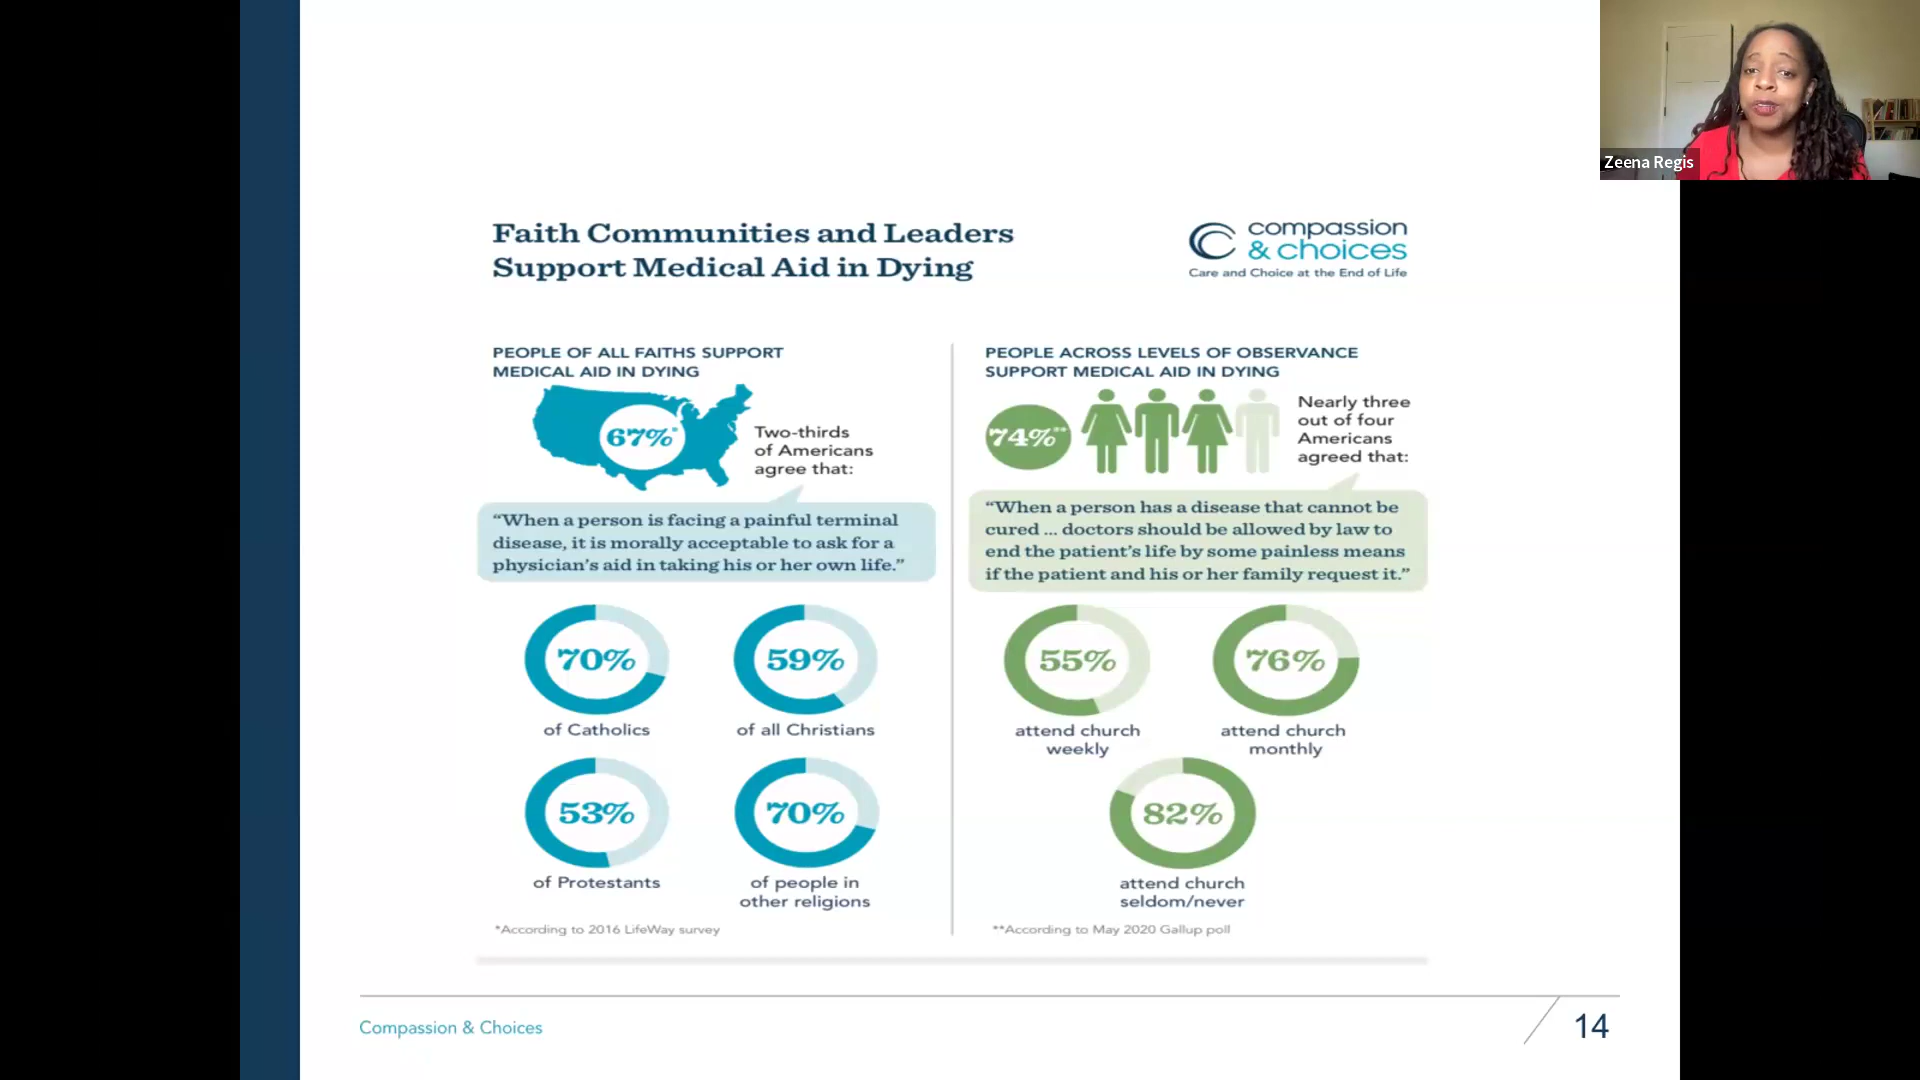 Zeena Regis
Faith Communities and Leaders
Support Medical Aid in Dying
compassion
& choices
Care and Choice at the End of Life
PEOPLE OF ALL FAITHS SUPPORT
MEDICAL AID IN DYING
67%*
Two-thirds
of Americans
agree that:
“When a person is facing a painful terminal
disease, it is morally acceptable to ask for a
physician’s aid in taking his or her own life.”
70%
of Catholics
59%
of all Christians
53%
of Protestants
70%
of people in
other religions
*According to 2016 LifeWay survey
PEOPLE ACROSS LEVELS OF OBSERVANCE
SUPPORT MEDICAL AID IN DYING
74%**
Nearly three
out of four
Americans
agreed that:
“When a person has a disease that cannot be
cured ... doctors should be allowed by law to
end the patient’s life by some painless means
if the patient and his or her family request it.”
55%
attend church
weekly
76%
attend church
monthly
82%
attend church
seldom/never
**According to May 2020 Gallup poll
Compassion & Choices
14